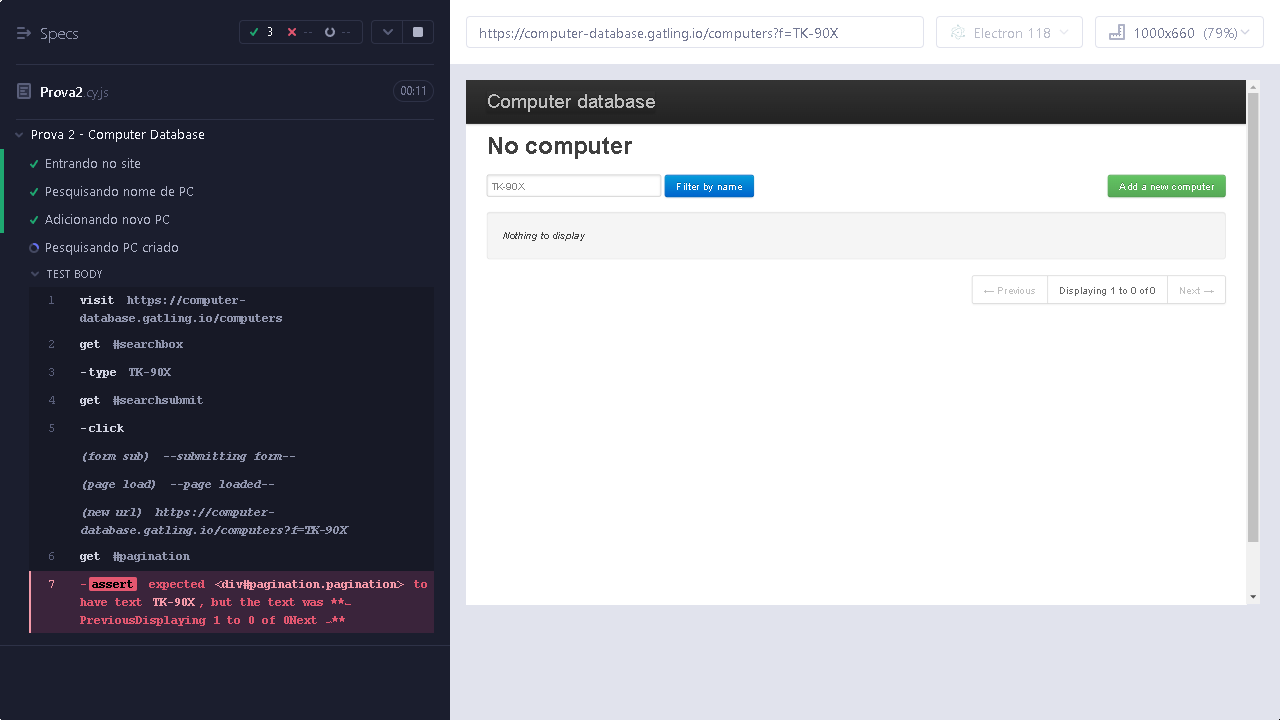 Specs
3
--
--
Prova2.cy.js
00:11
Prova 2 - Computer Database
Entrando no site
Pesquisando nome de PC
Adicionando novo PC
Pesquisando PC criado
TEST BODY
1 visit https://computer-
database.gatling.io/computers
2 get #searchbox
3 -type TK-90X
4 get #searchsubmit
5 -click
(form sub) --submitting form--
(page load) --page loaded--
(new url) https://computer-
database.gatling.io/computers?f=TK-90X
6 get #pagination
7 -assert expected <div#pagination.pagination> to
have text TK-90X, but the text was **←
PreviousDisplaying 1 to 0 of 0Next →**
https://computer-database.gatling.io/computers?f=TK-90X
Electron 118
1000x660 (79%)
Computer database
No computer
TK-90X
Filter by name
Add a new computer
Nothing to display
← Previous
Displaying 1 to 0 of 0
Next →